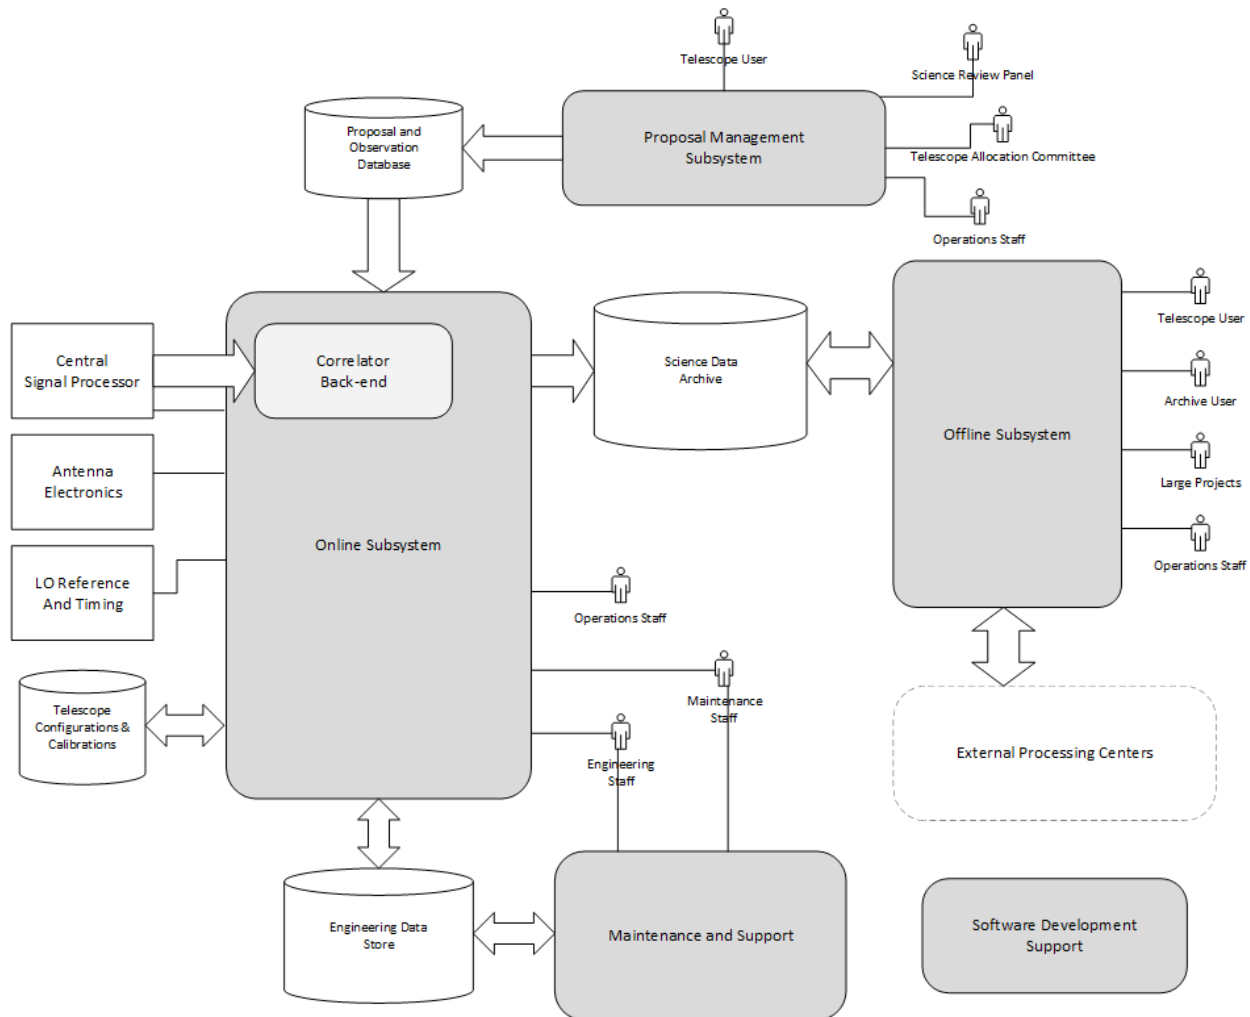 Telescope User
Science Review Panel
Proposal and
Observation
Database
Proposal Management
Subsystem
Telescope Allocation Committee
Operations Staff
Central
Signal Processor
Correlator
Back-end
Science Data
Archive
Telescope User
Archive User
Offline Subsystem
Antenna
Electronics
Large Projects
Online Subsystem
Operations Staff
LO Reference
And Timing
Operations Staff
Telescope
Configurations &
Calibrations
Maintenance
Staff
Engineering
Staff
External Processing Centers
Engineering Data
Store
Maintenance and Support
Software Development
Support